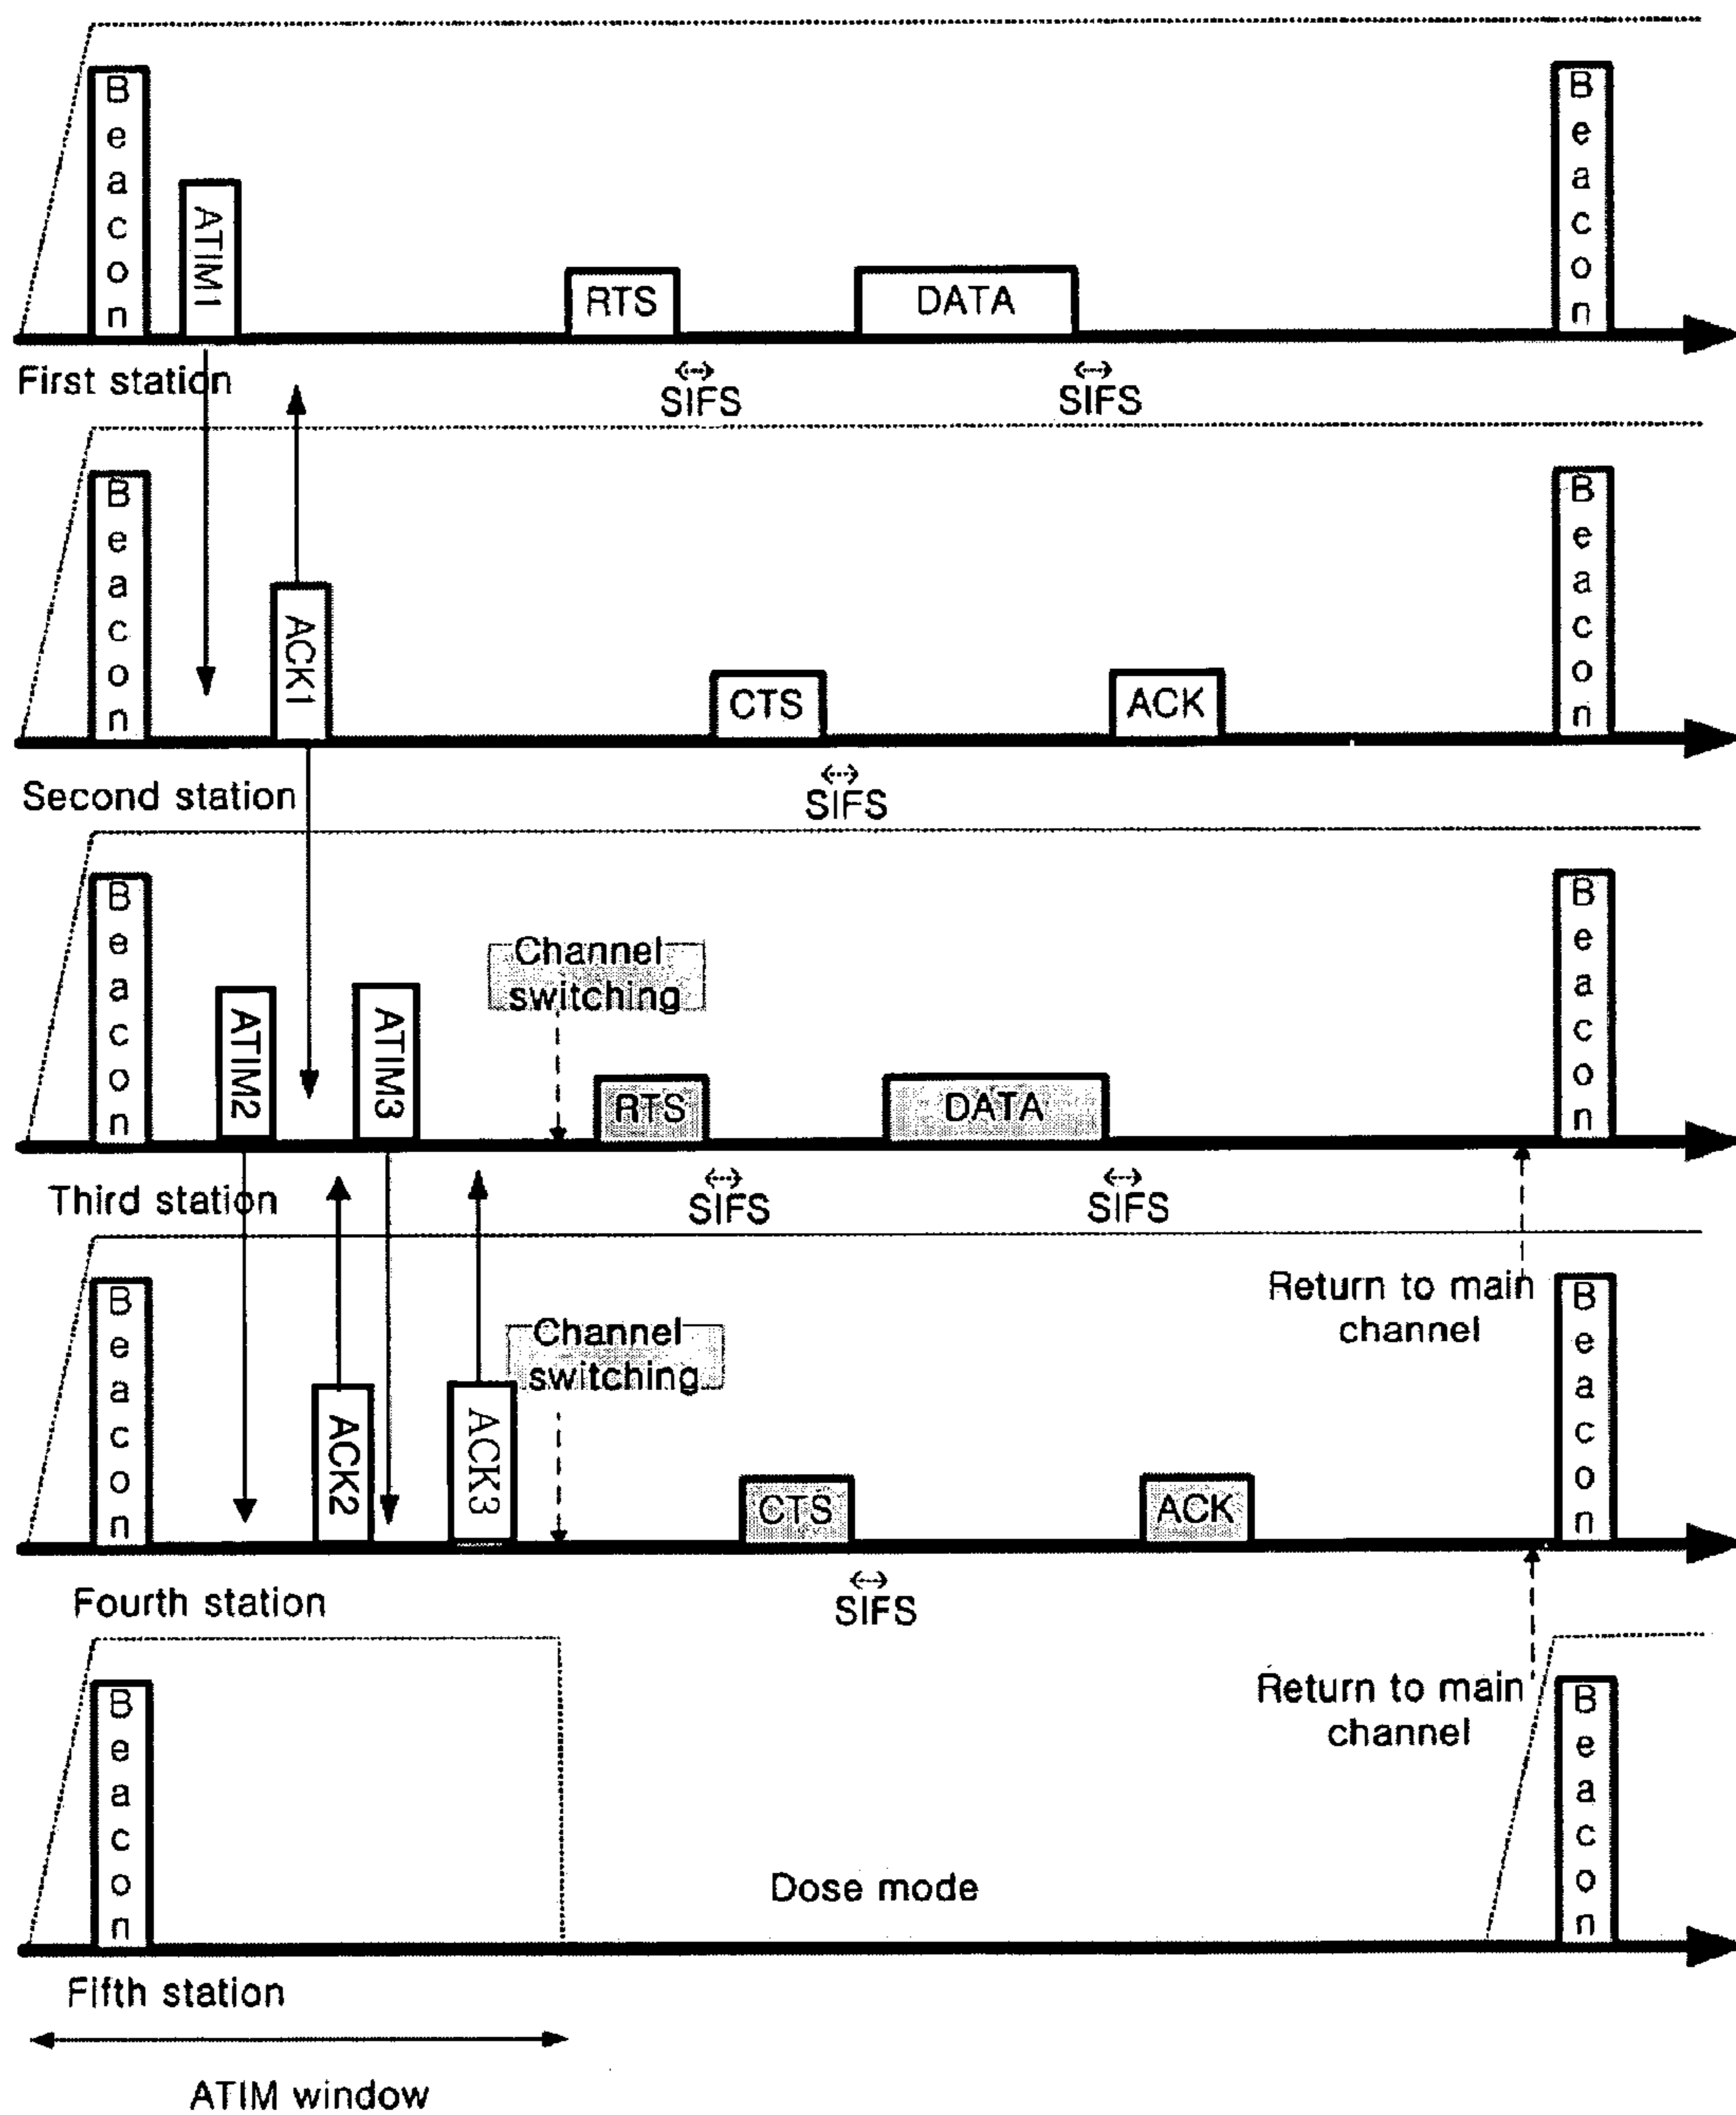 Beacon
ATIM1
RTS
DATA
Beacon
First station
SIFS
SIFS
Beacon
ACK1
CTS
ACK
Beacon
Second station
SIFS
Beacon
ATIM2
ATIM3
Channel
switching
RTS
DATA
Beacon
Third station
SIFS
SIFS
Return to main
channel
Beacon
ACK2
ACK3
Channel
switching
CTS
ACK
Beacon
Fourth station
SIFS
Return to main
channel
Beacon
Dose mode
Beacon
Fifth station
ATIM window